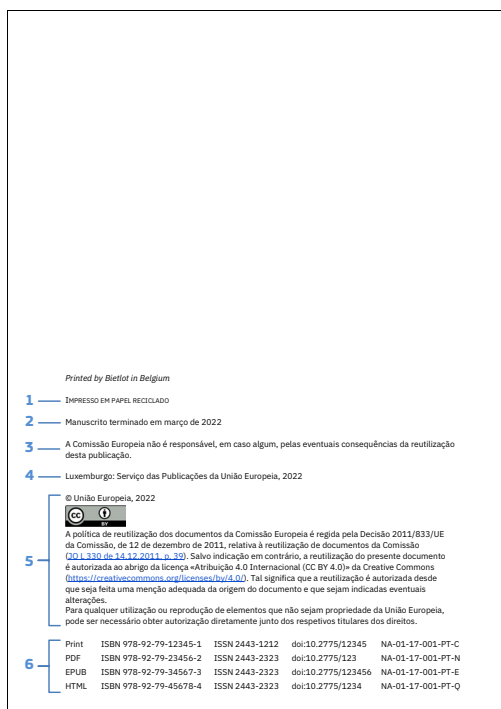 Printed by Bietlot in Belgium
1 IMPRESSO EM PAPEL RECICLADO
2 Manuscrito terminado em março de 2022
3 A Comissão Europeia não é responsável, em caso algum, pelas eventuais consequências da reutilização
desta publicação.
4 Luxemburgo: Serviço das Publicações da União Europeia, 2022
© União Europeia, 2022
cc BY
5 A política de reutilização dos documentos da Comissão Europeia é regida pela Decisão 2011/833/UE
da Comissão, de 12 de dezembro de 2011, relativa à reutilização de documentos da Comissão
(JO L 330 de 14.12.2011, p. 39). Salvo indicação em contrário, a reutilização do presente documento
é autorizada ao abrigo da licença «Atribuição 4.0 Internacional (CC BY 4.0)» da Creative Commons
(https://creativecommons.org/licenses/by/4.0/). Tal significa que a reutilização é autorizada desde
que seja feita uma menção adequada da origem do documento e que sejam indicadas eventuais
alterações.
Para qualquer utilização ou reprodução de elementos que não sejam propriedade da União Europeia,
pode ser necessário obter autorização diretamente junto dos respetivos titulares dos direitos.
6 Print ISBN 978-92-79-12345-1 ISSN 2443-1212 doi:10.2775/12345 NA-01-17-001-PT-C
PDF ISBN 978-92-79-23456-2 ISSN 2443-2323 doi:10.2775/123 NA-01-17-001-PT-N
EPUB ISBN 978-92-79-34567-3 ISSN 2443-2323 doi:10.2775/123456 NA-01-17-001-PT-E
HTML ISBN 978-92-79-45678-4 ISSN 2443-2323 doi:10.2775/1234 NA-01-17-001-PT-Q